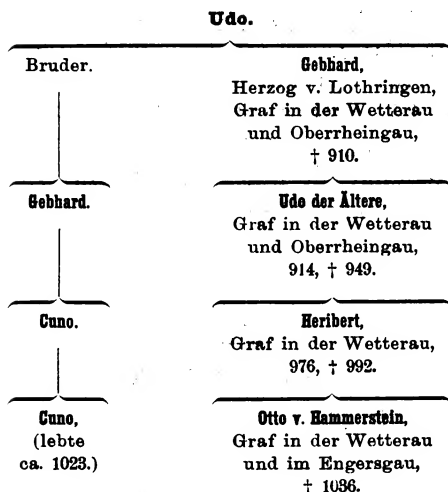 Udo.
Bruder.
Gebhard,
Herzog v. Lothringen,
Graf in der Wetterau
und Oberrheingau,
† 910.
Gebhard.
Udo der Ältere,
Graf in der Wetterau
und Oberrheingau,
914, † 949.
Cuno.
Heribert,
Graf in der Wetterau,
976, † 992.
Cuno,
(lebte
ca. 1023.)
Otto v. Hammerstein,
Graf in der Wetterau
und im Engersgau,
† 1036.